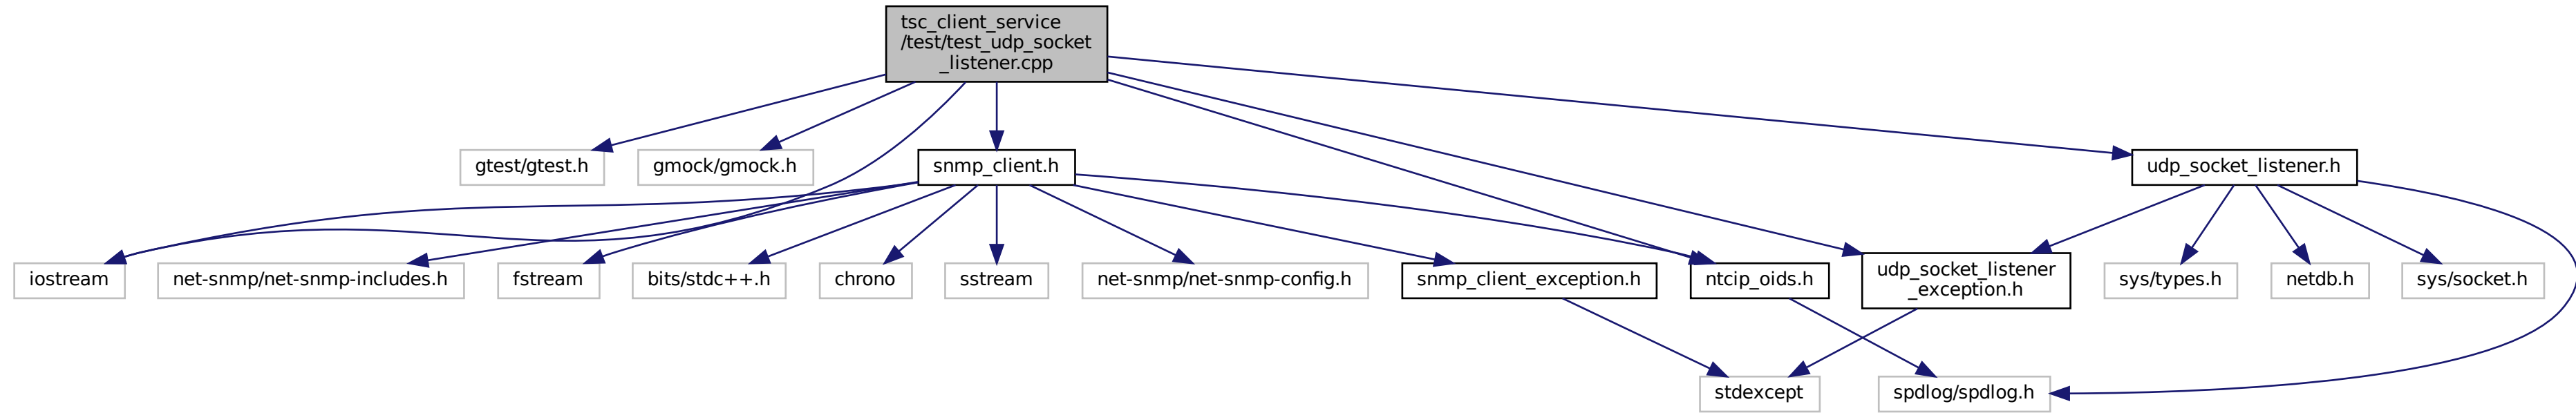 tsc_client_service
/test/test_udp_socket
_listener.cpp
gtest/gtest.h
gmock/gmock.h
snmp_client.h
udp_socket_listener.h
iostream
net-snmp/net-snmp-includes.h
fstream
bits/stdc++.h
chrono
sstream
net-snmp/net-snmp-config.h
snmp_client_exception.h
ntcip_oids.h
udp_socket_listener
_exception.h
sys/types.h
netdb.h
sys/socket.h
stdexcept
spdlog/spdlog.h